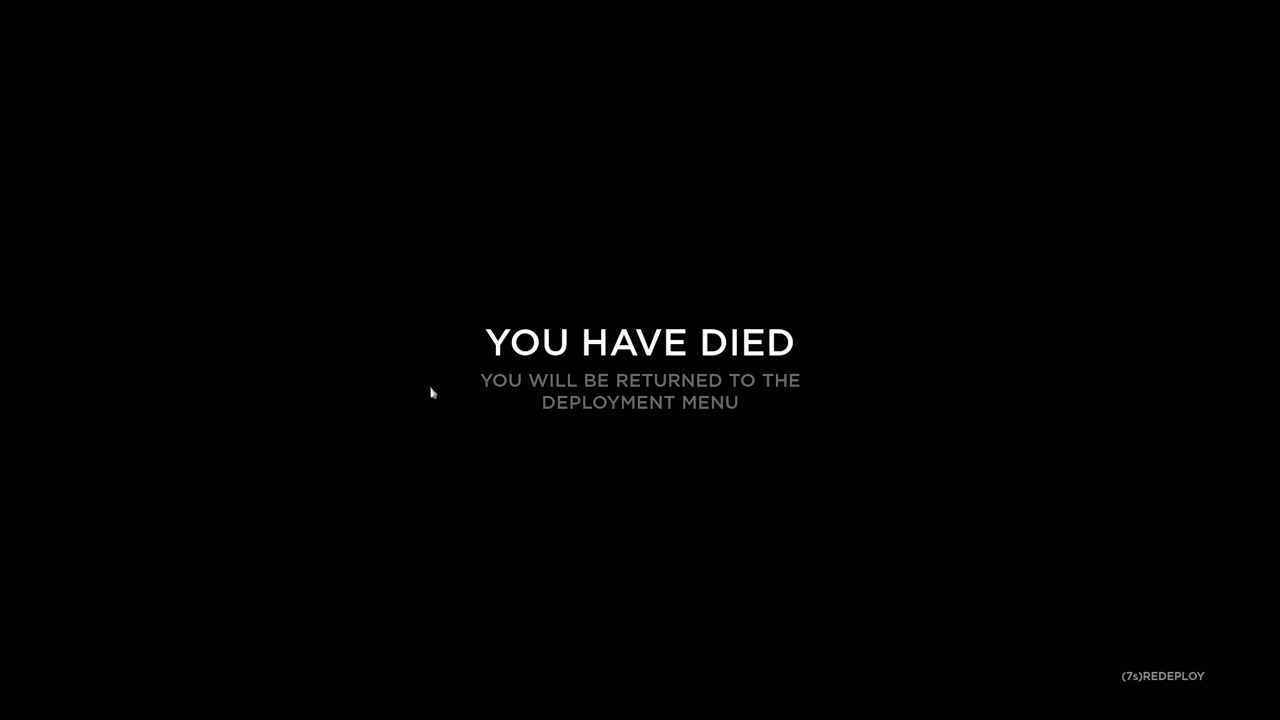 YOU HAVE DIED
YOU WILL BE RETURNED TO THE
DEPLOYMENT MENU
(7s)REDEPLOY